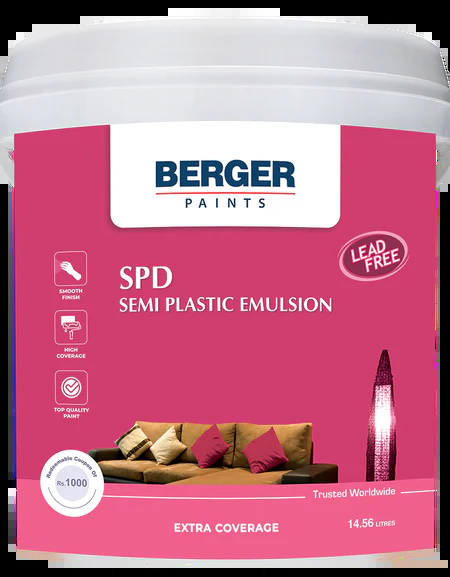 BERGER
PAINTS
LEAD
FREE
SPD
SEMI PLASTIC EMULSION
SMOOTH
FINISH
HIGH
COVERAGE
TOP QUALITY
PAINT
Redeemable Coupon Of
Rs.1000
Trusted Worldwide
EXTRA COVERAGE
14.56 LITRES